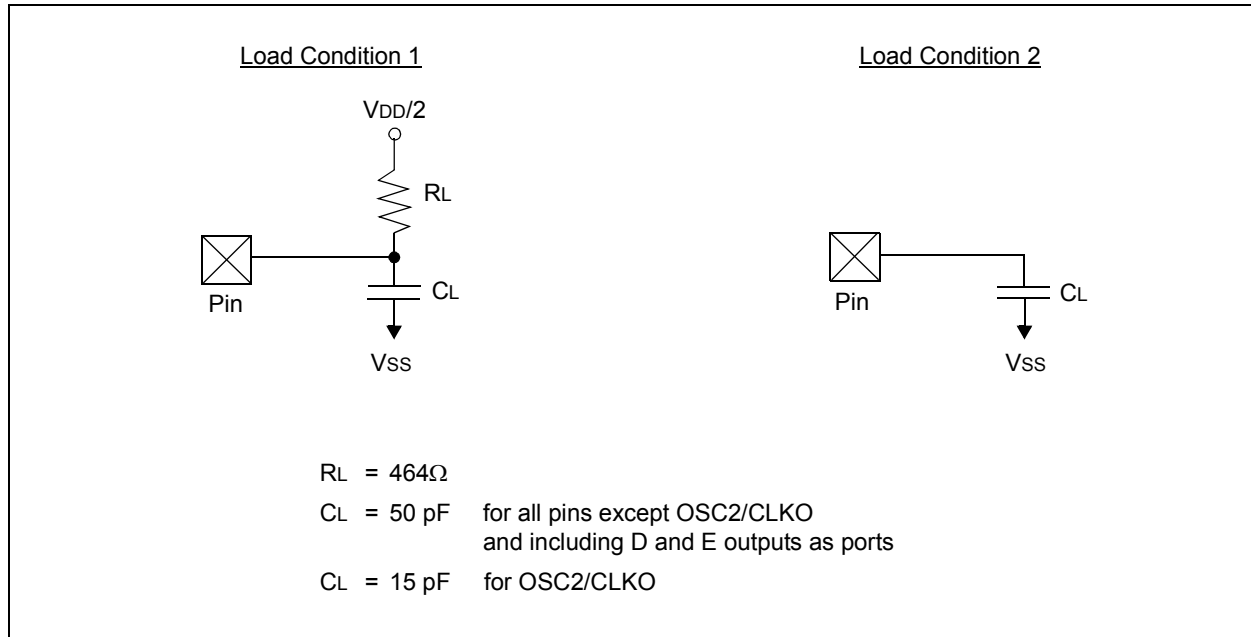 Load Condition 1
Load Condition 2
VDD/2
RL
Pin
CL
VSS
Pin
CL
VSS
RL = 464Ω
CL = 50 pF for all pins except OSC2/CLKO
and including D and E outputs as ports
CL = 15 pF for OSC2/CLKO